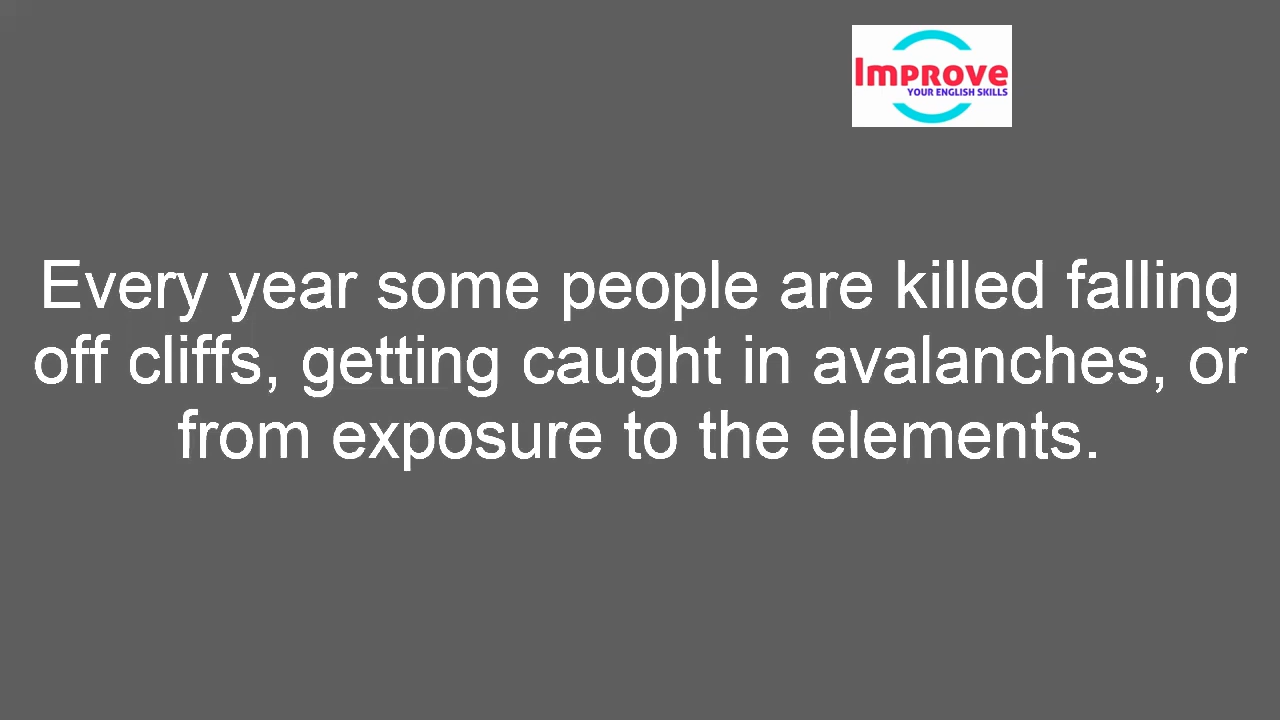 Improve
YOUR ENGLISH SKILLS
Every year some people are killed falling
off cliffs, getting caught in avalanches, or
from exposure to the elements.